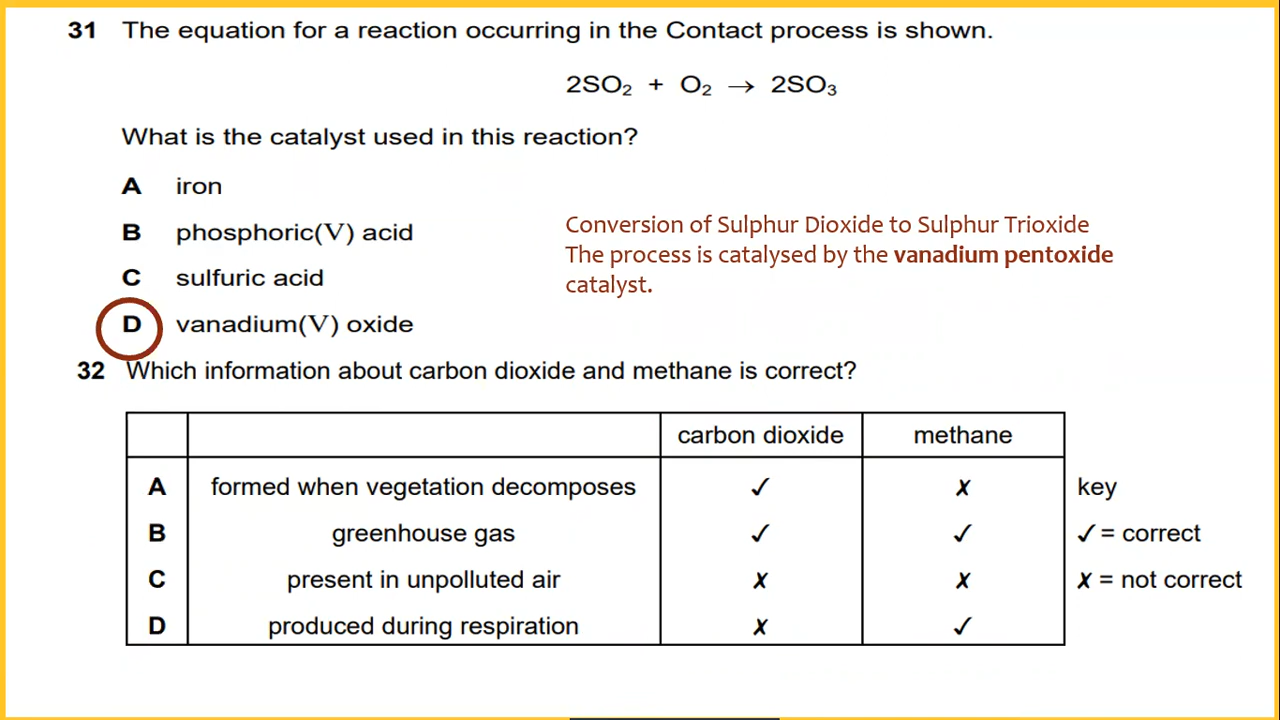 31 The equation for a reaction occurring in the Contact process is shown.
2SO₂ + O₂ → 2SO₃
What is the catalyst used in this reaction?
A iron
B phosphoric(V) acid
C sulfuric acid
D vanadium(V) oxide
Conversion of Sulphur Dioxide to Sulphur Trioxide
The process is catalysed by the vanadium pentoxide
catalyst.
32 Which information about carbon dioxide and methane is correct?
carbon dioxide methane
A formed when vegetation decomposes ✓ ✗
B greenhouse gas ✓ ✓
C present in unpolluted air ✗ ✗
D produced during respiration ✗ ✓
key
✓ = correct
✗ = not correct